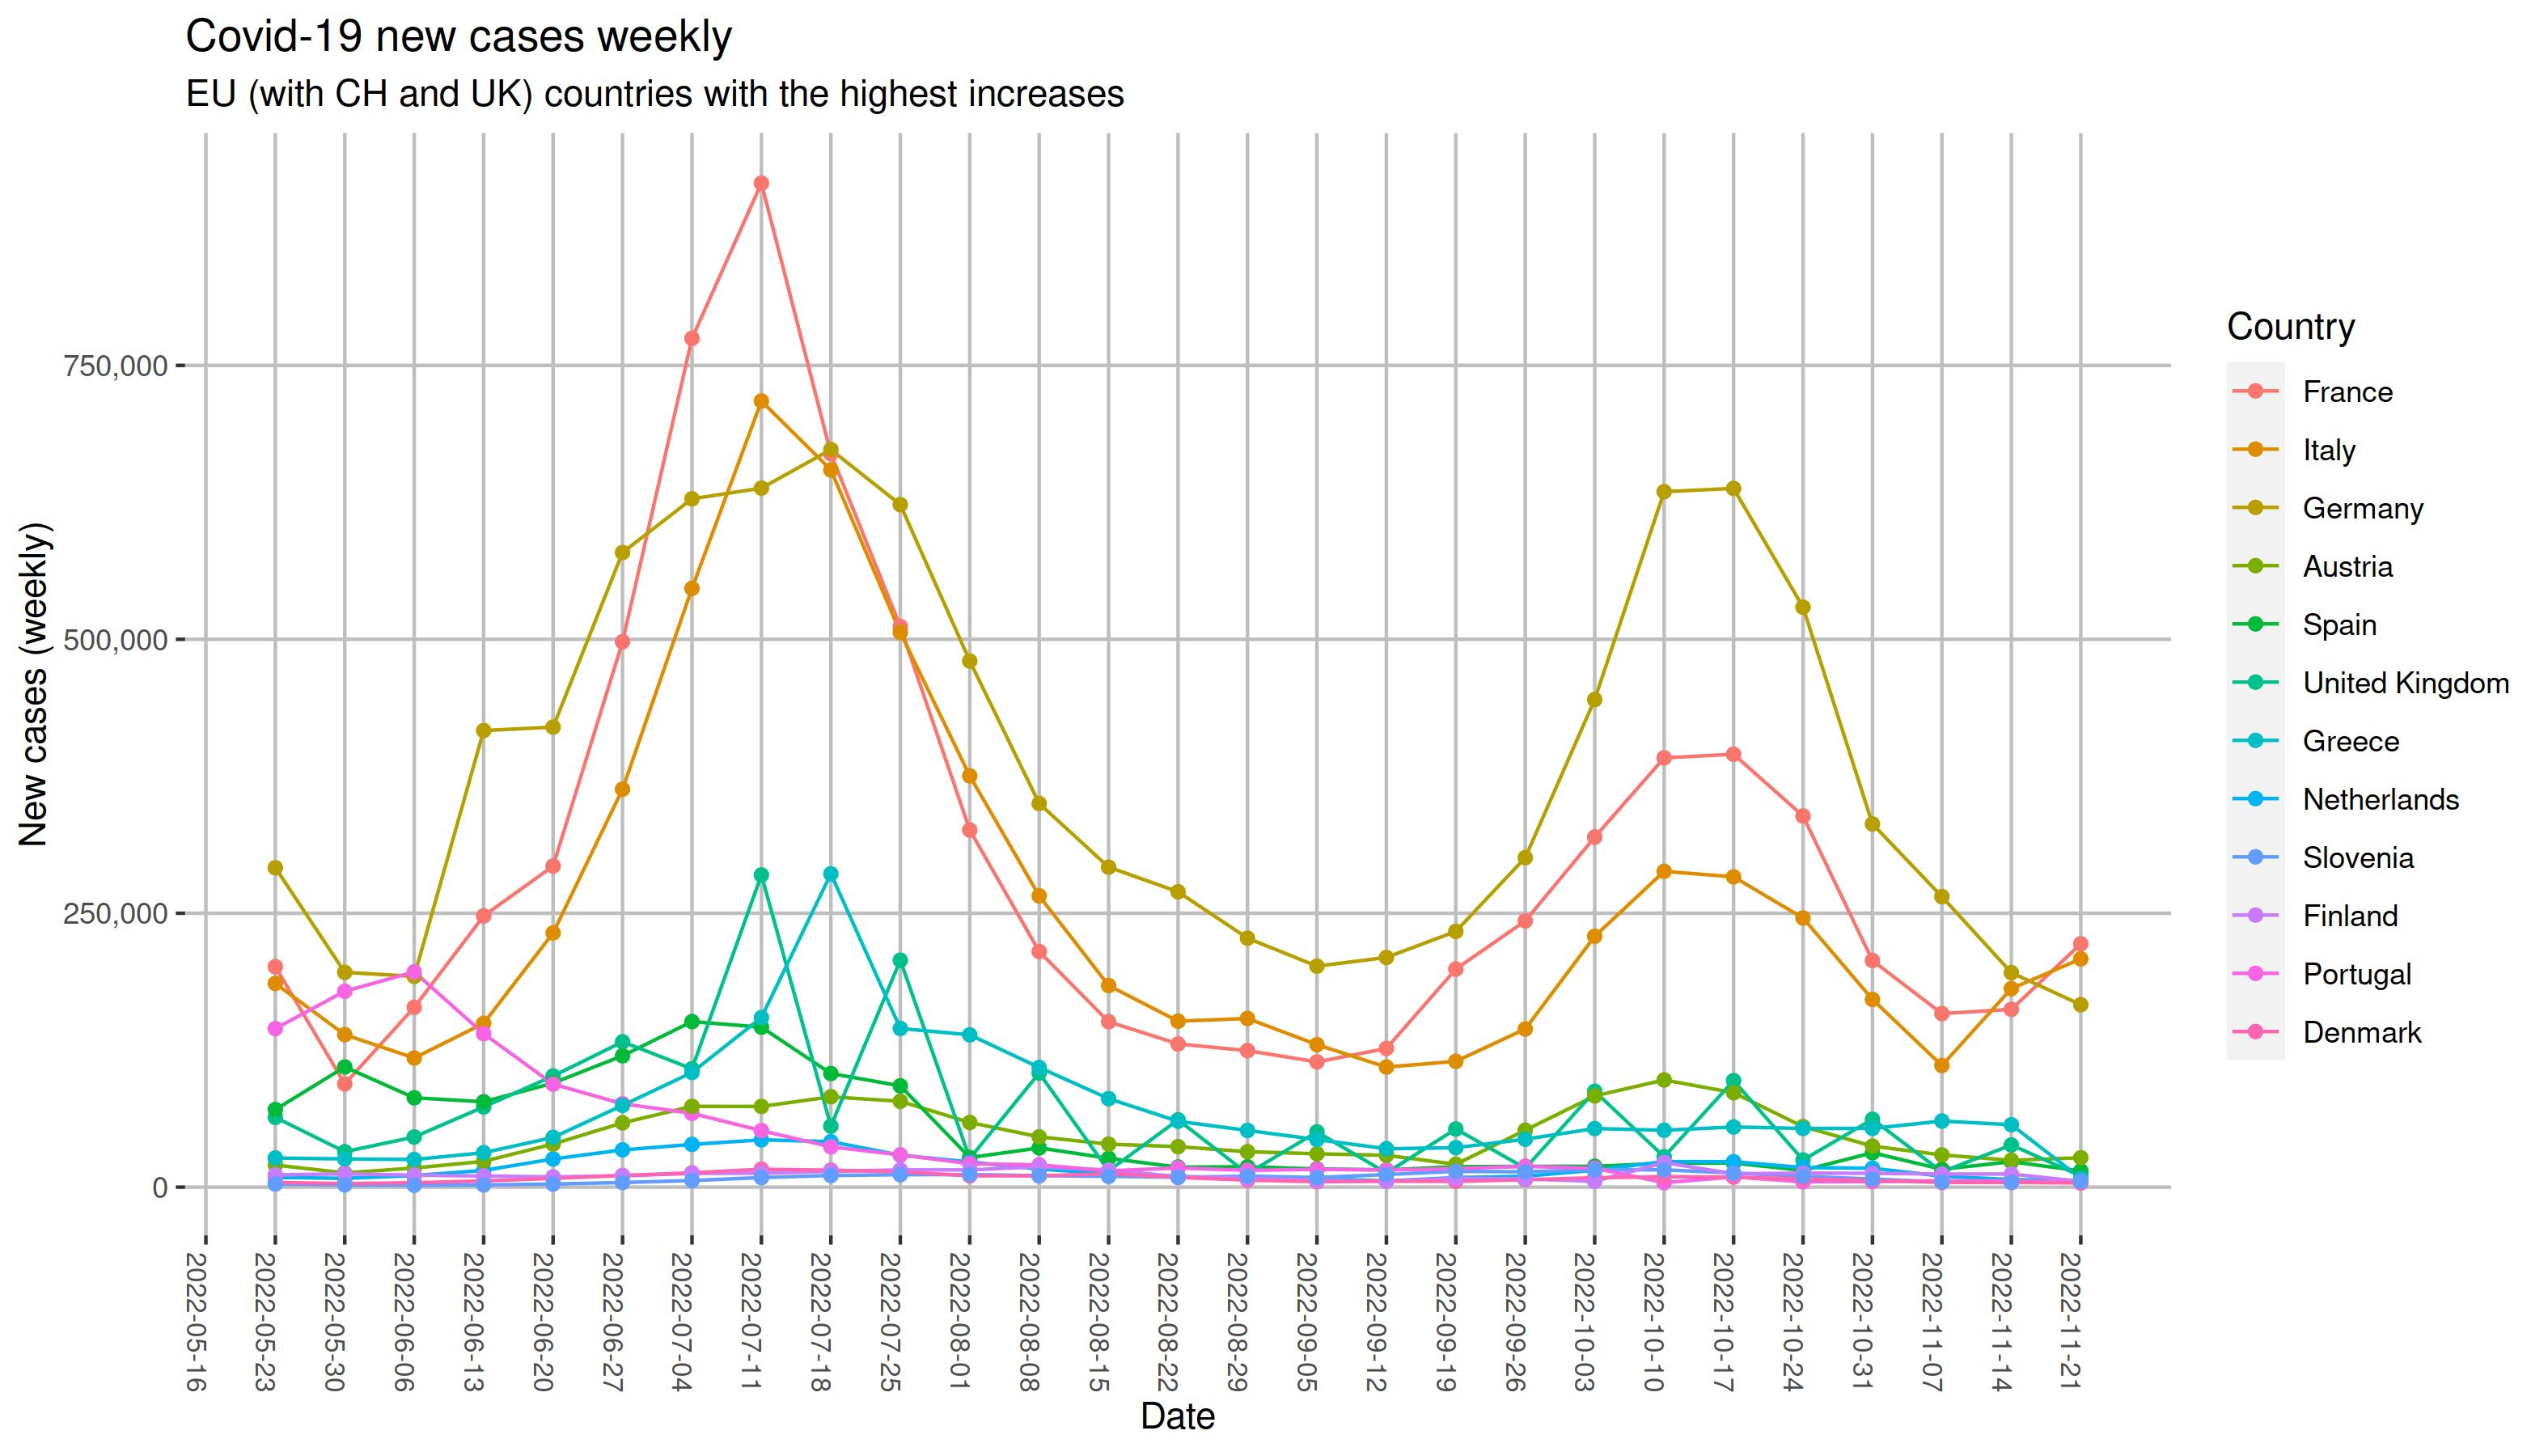 Covid-19 new cases weekly
EU (with CH and UK) countries with the highest increases
New cases (weekly)
750,000
500,000
250,000
0
2022-05-16
2022-05-23
2022-05-30
2022-06-06
2022-06-13
2022-06-20
2022-06-27
2022-07-04
2022-07-11
2022-07-18
2022-07-25
2022-08-01
2022-08-08
2022-08-15
2022-08-22
2022-08-29
2022-09-05
2022-09-12
2022-09-19
2022-09-26
2022-10-03
2022-10-10
2022-10-17
2022-10-24
2022-10-31
2022-11-07
2022-11-14
2022-11-21
Date
Country
France
Italy
Germany
Austria
Spain
United Kingdom
Greece
Netherlands
Slovenia
Finland
Portugal
Denmark